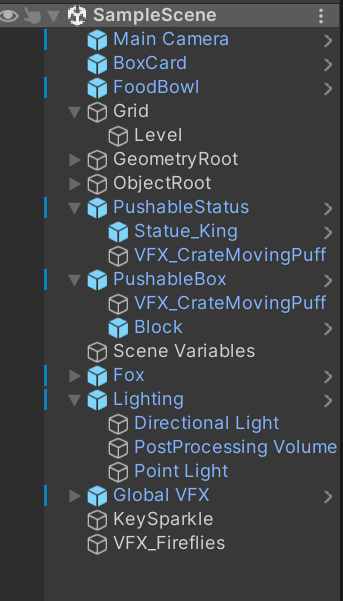 SampleScene
Main Camera
BoxCard
FoodBowl
Grid
Level
GeometryRoot
ObjectRoot
PushableStatus
Statue_King
VFX_CrateMovingPuff
PushableBox
VFX_CrateMovingPuff
Block
Scene Variables
Fox
Lighting
Directional Light
PostProcessing Volume
Point Light
Global VFX
KeySparkle
VFX_Fireflies